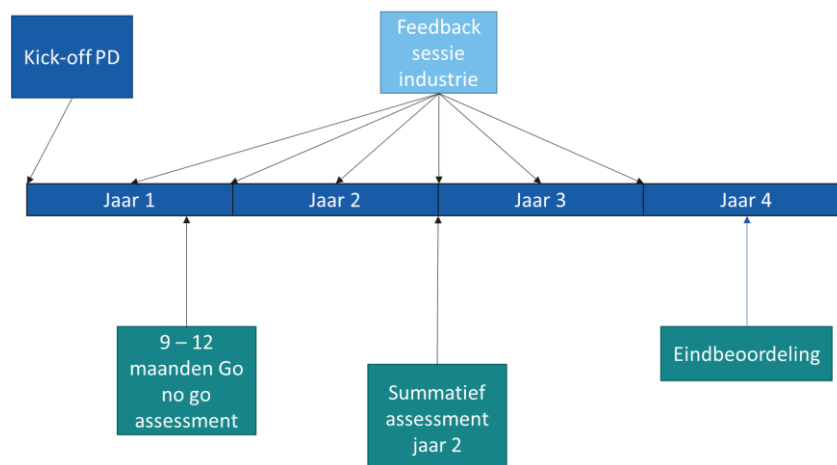 Kick-off PD
Feedback
sessie
industrie
Jaar 1
Jaar 2
Jaar 3
Jaar 4
9 – 12
maanden Go
no go
assessment
Summatief
assessment
jaar 2
Eindbeoordeling